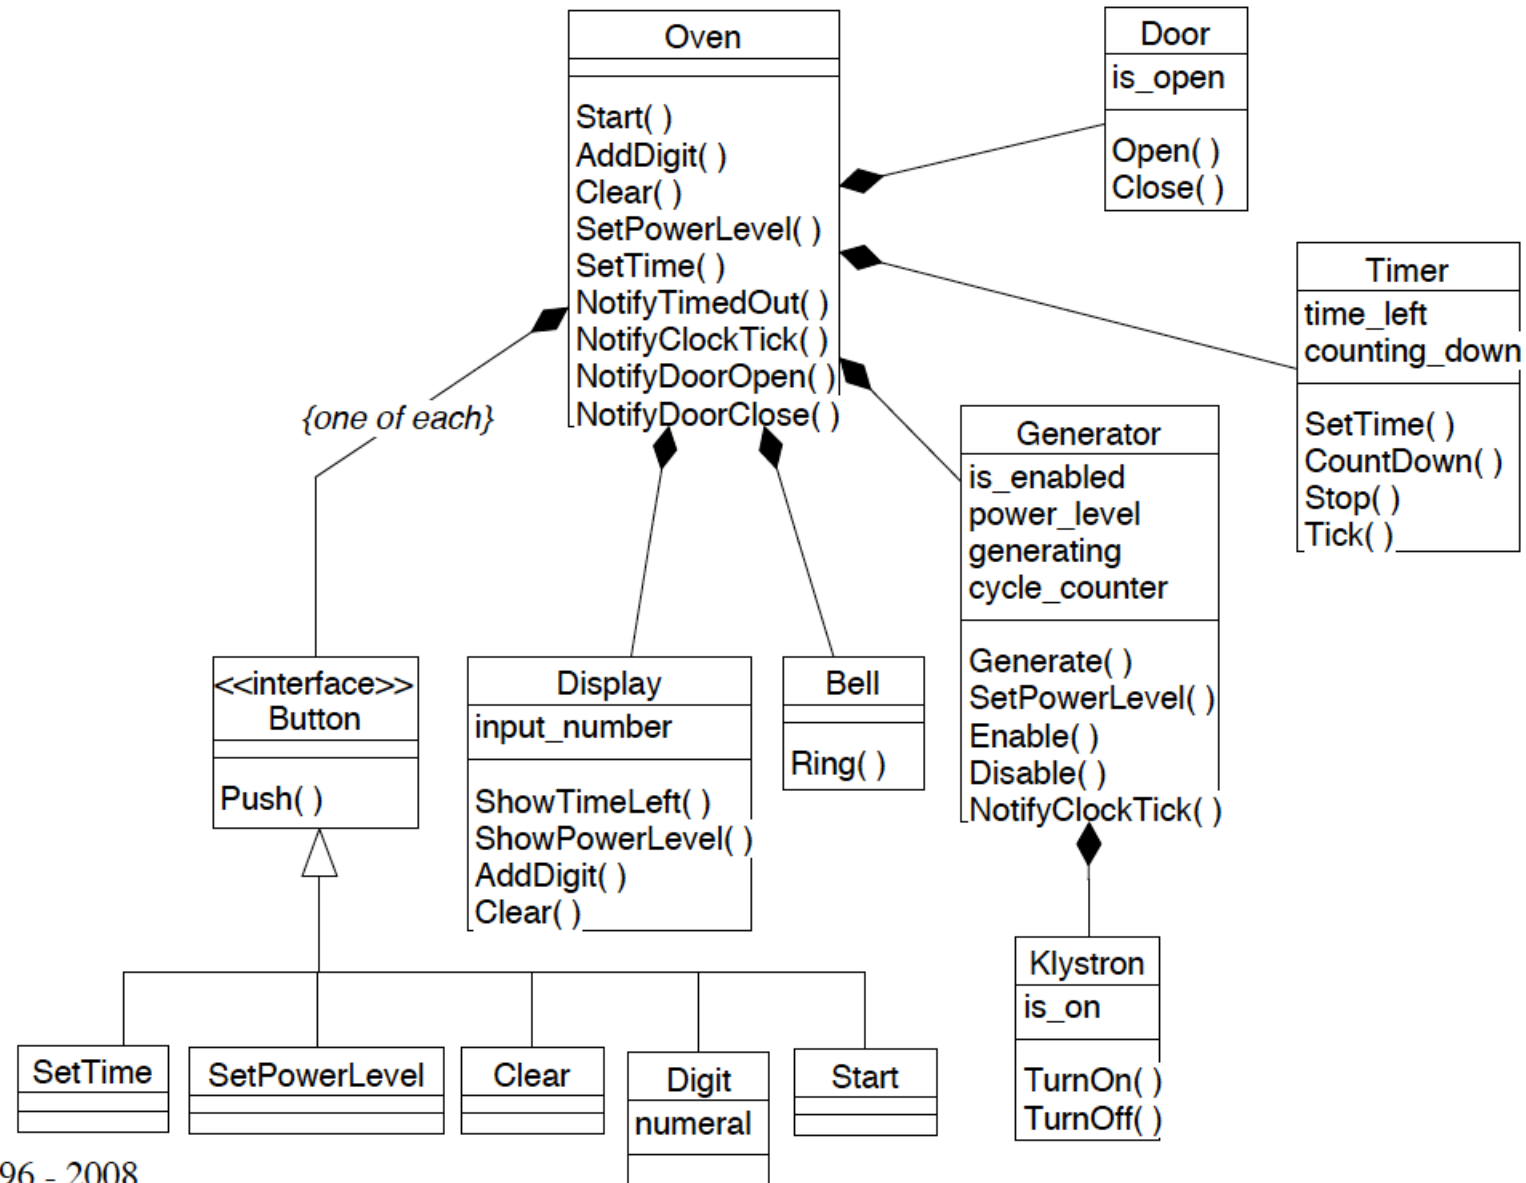 Oven
Start( )
AddDigit( )
Clear( )
SetPowerLevel( )
SetTime( )
NotifyTimedOut( )
NotifyClockTick( )
NotifyDoorOpen( )
NotifyDoorClose( )
Door
is_open
Open( )
Close( )
Timer
time_left
counting_down
SetTime( )
CountDown( )
Stop( )
Tick( )
{one of each}
Generator
is_enabled
power_level
generating
cycle_counter
Generate( )
SetPowerLevel( )
Enable( )
Disable( )
NotifyClockTick( )
<<interface>>
Button
Push( )
Display
input_number
ShowTimeLeft( )
ShowPowerLevel( )
AddDigit( )
Clear( )
Bell
Ring( )
Klystron
is_on
TurnOn( )
TurnOff( )
SetTime
SetPowerLevel
Clear
Digit
numeral
Start
96 - 2008